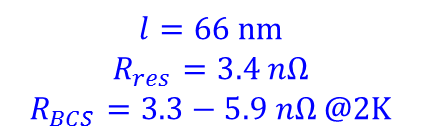 l = 66 nm
R_res = 3.4 nΩ
R_BCS = 3.3 − 5.9 nΩ @2K